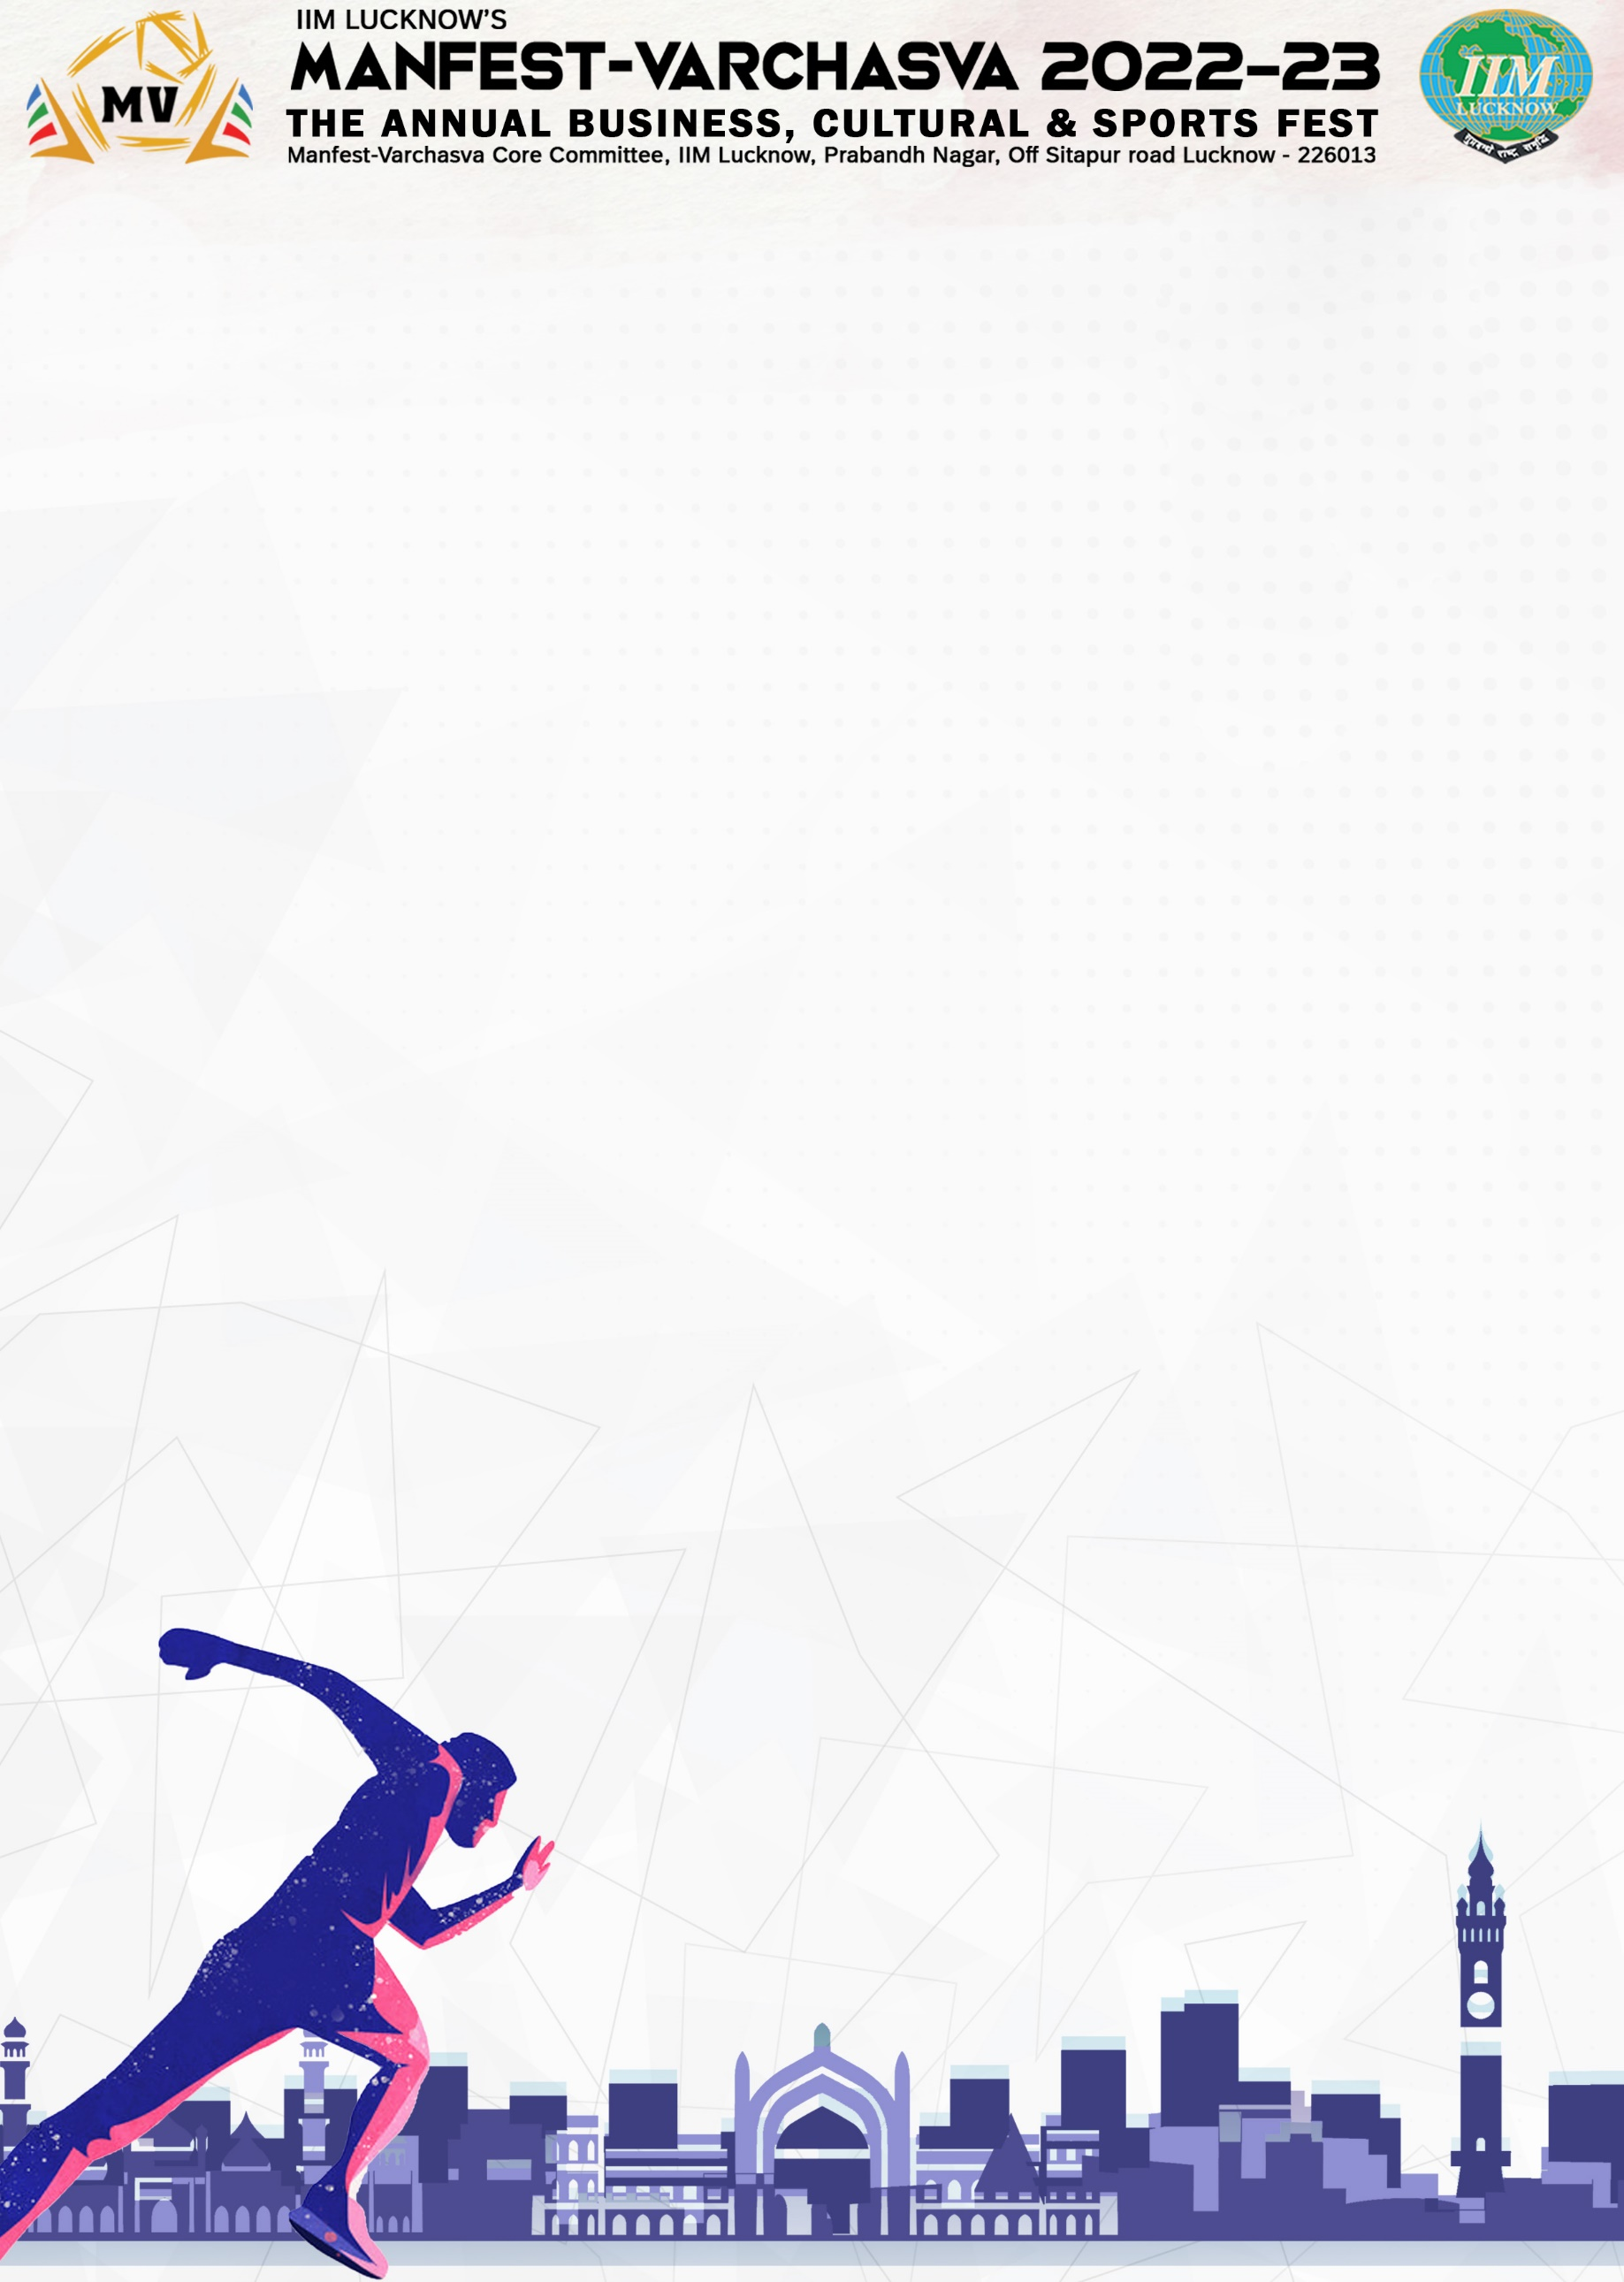 IIM LUCKNOW'S
MANFEST-VARCHASVA 2022-23
THE ANNUAL BUSINESS, CULTURAL & SPORTS FEST
Manfest-Varchasva Core Committee, IIM Lucknow, Prabandh Nagar, Off Sitapur road Lucknow - 226013
MV
IIM
LUCKNOW